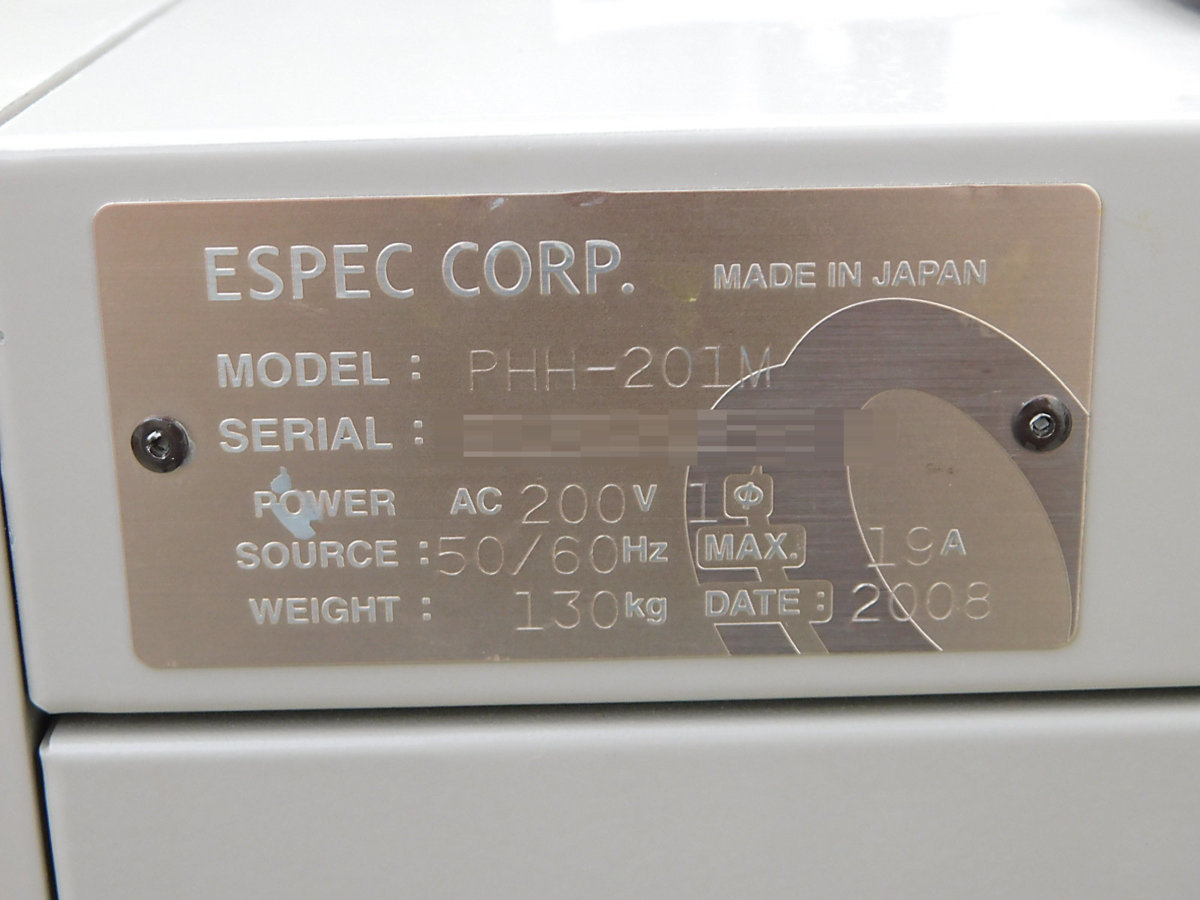 ESPEC CORP. MADE IN JAPAN
MODEL : PHH-201M
SERIAL :
POWER AC 200V 1Φ
SOURCE : 50/60Hz MAX. 19A
WEIGHT : 130kg DATE : 2008